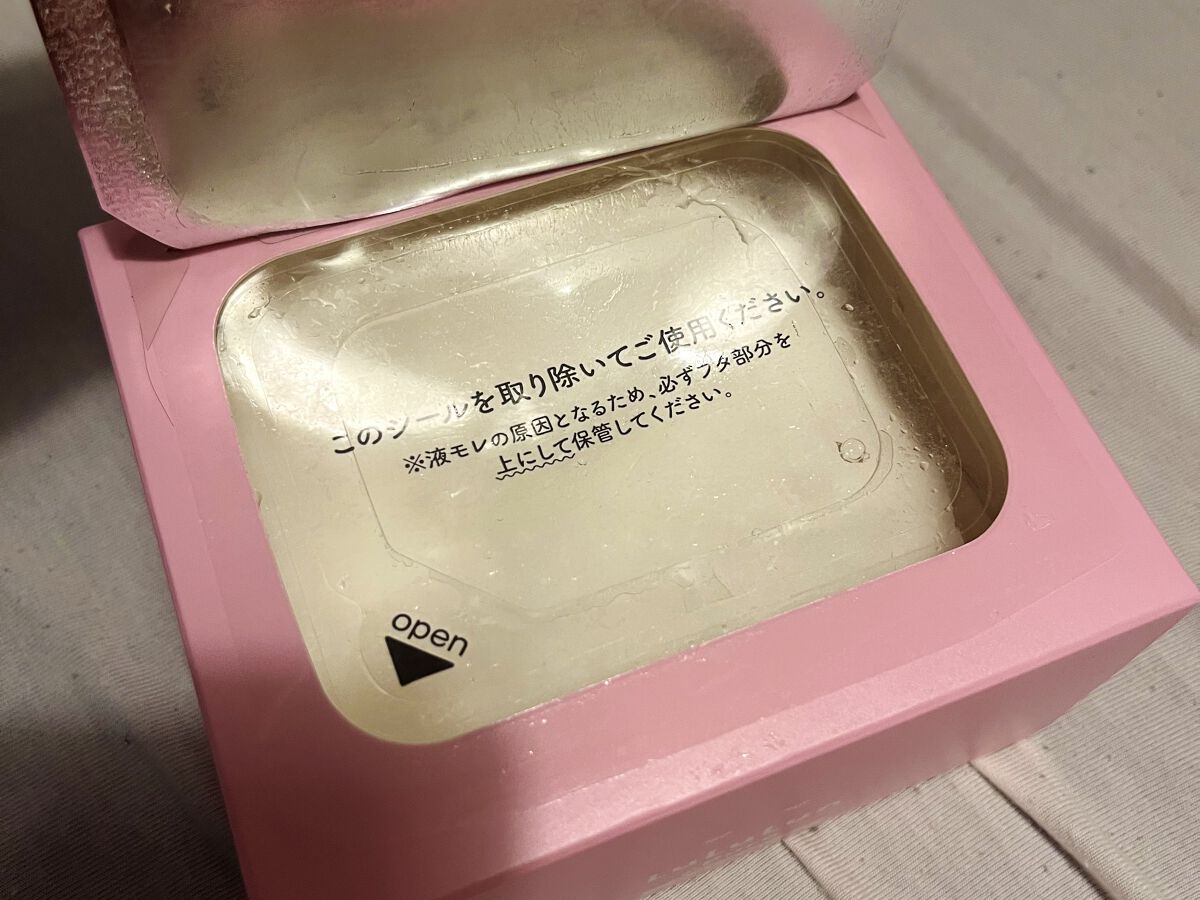 このシールを取り除いてご使用ください。
※液モレの原因となるため、必ずフタ部分を
上にして保管してください。
open